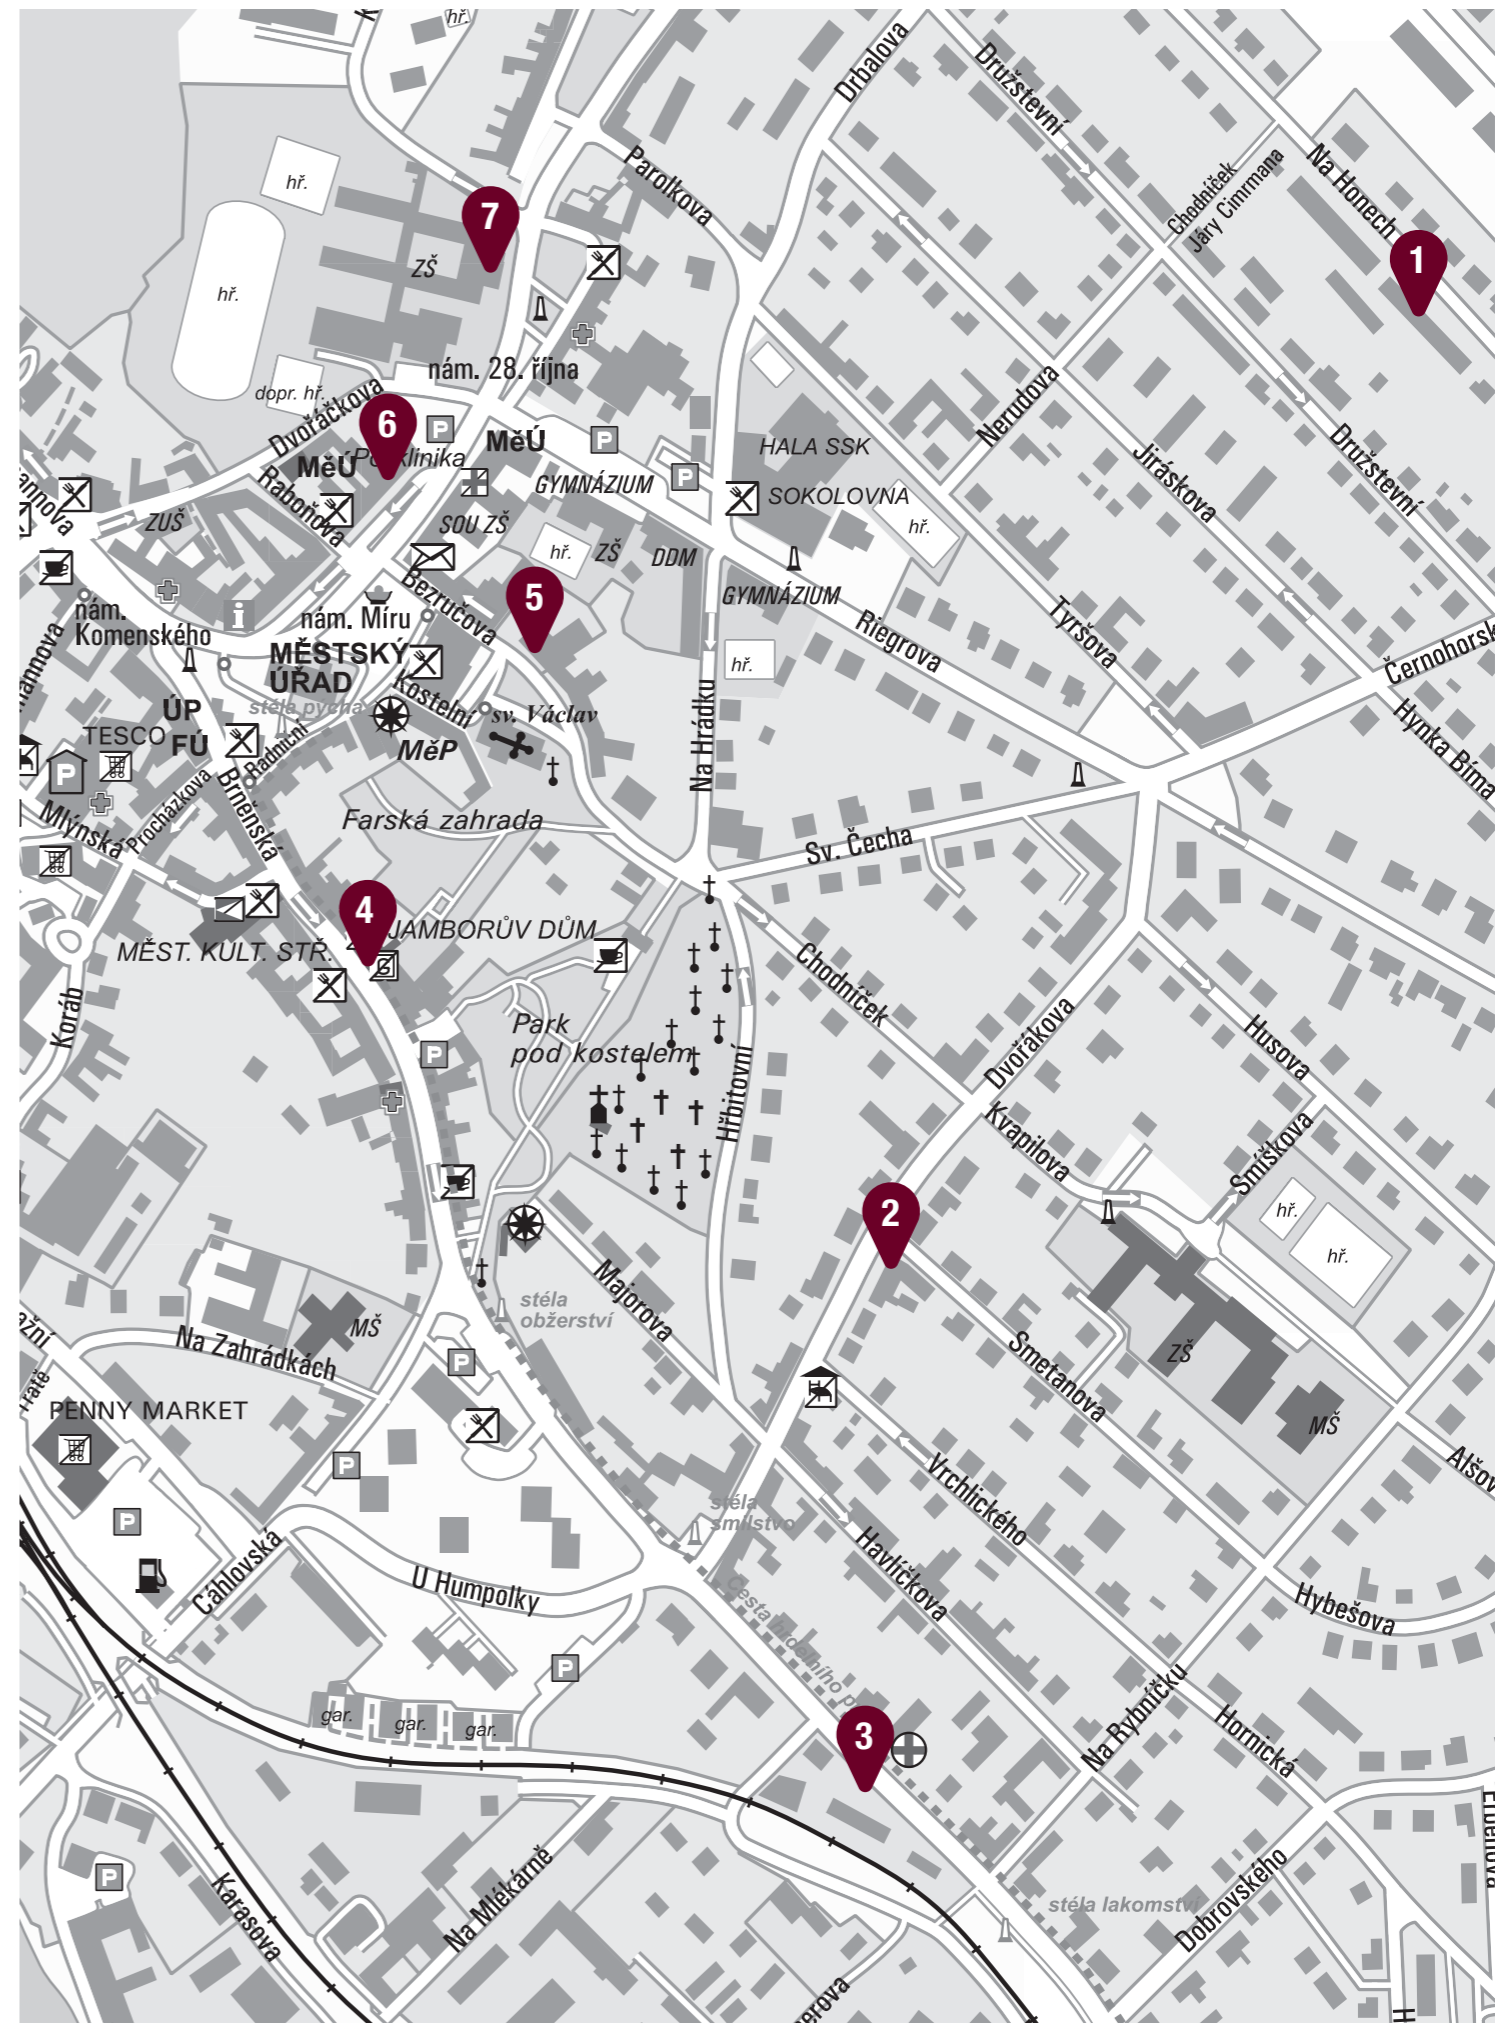 hř.
Drbalova
Družstevní
Parolkova
Na Honech
Chodníček
Járy Cimrmana
hř.
7
1
ZŠ
hř.
nám. 28. října
dopr. hř.
Dvořáčkova
Nerudova
6
P
MěÚ
P
HALA SSK
Družstevní
MěÚ
Poliklinika
GYMNÁZIUM
P
Jiráskova
Raboňova
SOKOLOVNA
ZUŠ
SOU ZŠ
hř.
hř.
ZŠ
DDM
Bezručova
5
GYMNÁZIUM
i
nám. Míru
nám.
Komenského
Riegrova
Tyršova
MĚSTSKÝ
ÚŘAD
hř.
Na Hrádku
Kostelní
stéla pýcha
sv. Václav
ÚP
FÚ
TESCO
Hynka Bíma
MěP
Radniční
P
Brněnská
Procházkova
Mlýnská
Farská zahrada
Sv. Čecha
4
JAMBORŮV DŮM
MĚST. KULT. STŘ.
G
Chodníček
Koráb
Park
pod kostelem
P
Dvořákova
Husova
Hřbitovní
Kvapilova
Smíškova
2
hř.
hř.
Majorova
stéla
obžerství
MŠ
Na Zahrádkách
P
Smetanova
ZŠ
PENNY MARKET
MŠ
P
Vrchlického
stéla
smilstvo
P
Havlíčkova
Cáhlovská
U Humpolky
Hybešova
P
Na Rybníčku
gar.
gar.
gar.
3
Hornická
P
Karasova
Na Mlékárně
stéla lakomství
Dobrovského